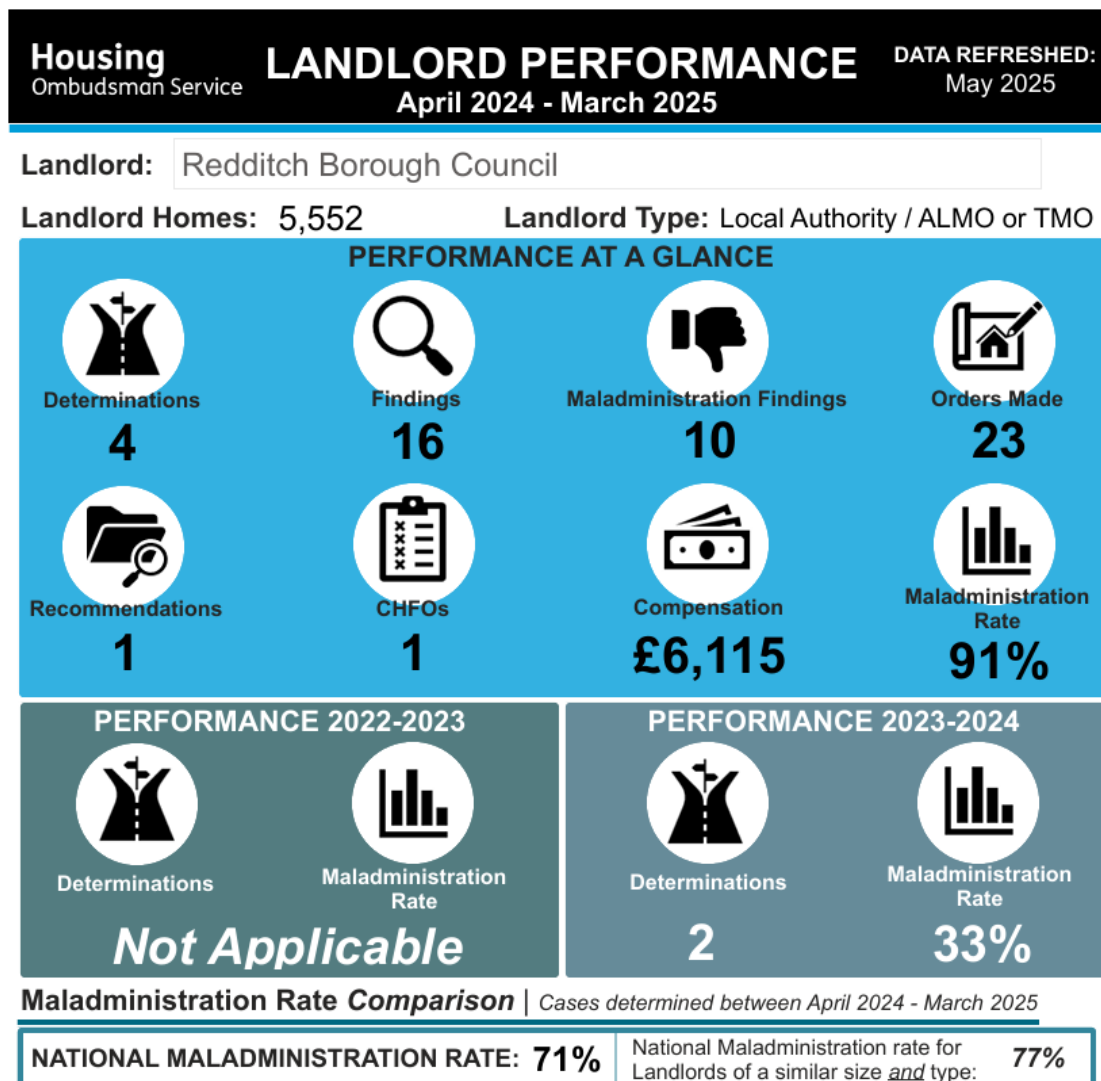 Housing
Ombudsman Service
LANDLORD PERFORMANCE
April 2024 - March 2025
DATA REFRESHED:
May 2025
Landlord: Redditch Borough Council
Landlord Homes: 5,552 Landlord Type: Local Authority / ALMO or TMO
PERFORMANCE AT A GLANCE
Determinations
4
Findings
16
Maladministration Findings
10
Orders Made
23
Recommendations
1
CHFOs
1
Compensation
£6,115
Maladministration
Rate
91%
PERFORMANCE 2022-2023
Determinations
Maladministration
Rate
Not Applicable
PERFORMANCE 2023-2024
Determinations
2
Maladministration
Rate
33%
Maladministration Rate Comparison | Cases determined between April 2024 - March 2025
NATIONAL MALADMINISTRATION RATE: 71%
National Maladministration rate for
Landlords of a similar size and type:
77%